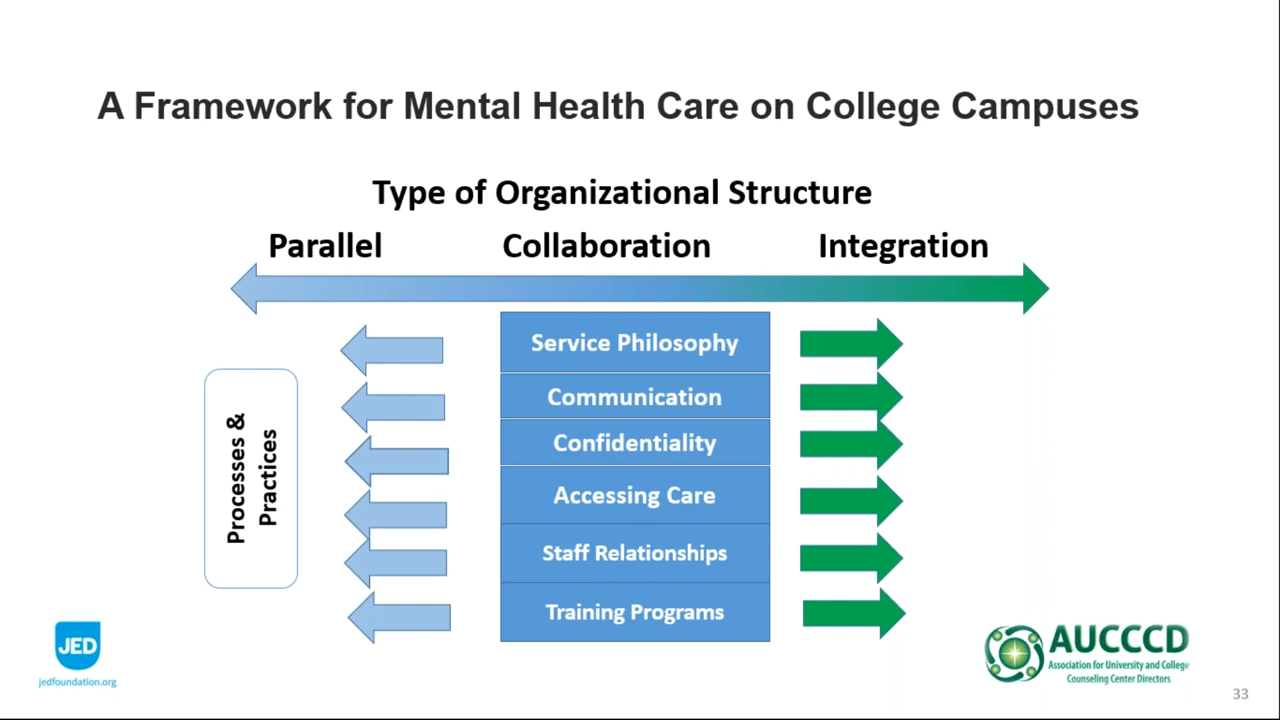 A Framework for Mental Health Care on College Campuses
Type of Organizational Structure
Parallel
Collaboration
Integration
Processes &
Practices
Service Philosophy
Communication
Confidentiality
Accessing Care
Staff Relationships
Training Programs
JED
jedfoundation.org
AUCCCD
Association for University and College
Counseling Center Directors
33